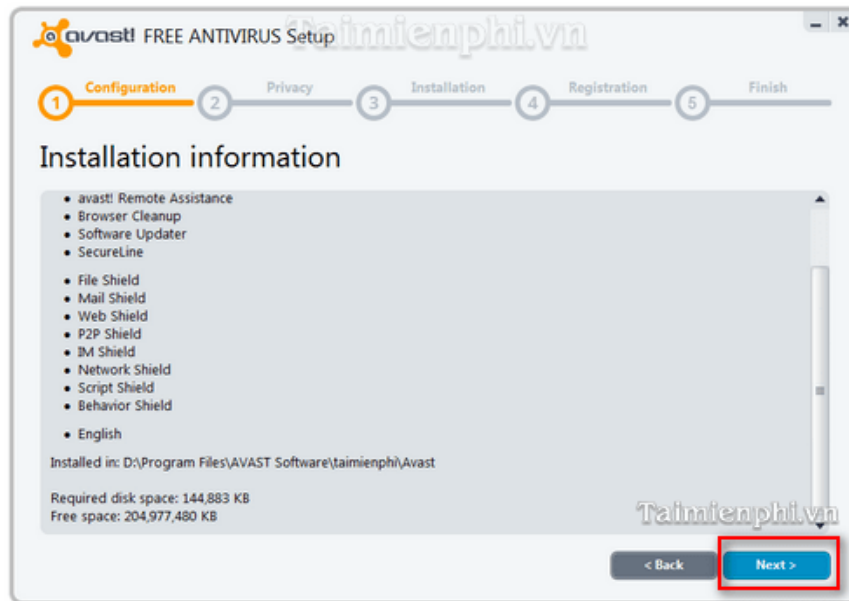 avast! FREE ANTIVIRUS Setup
Taimienphi.vn
Configuration
Privacy
Installation
Registration
Finish
1
2
3
4
5
Installation information
• avast! Remote Assistance
• Browser Cleanup
• Software Updater
• SecureLine
• File Shield
• Mail Shield
• Web Shield
• P2P Shield
• IM Shield
• Network Shield
• Script Shield
• Behavior Shield
• English
Installed in: D:\Program Files\AVAST Software\taimienphi\Avast
Required disk space: 144,883 KB
Free space: 204,977,480 KB
Taimienphi.vn
< Back
Next >